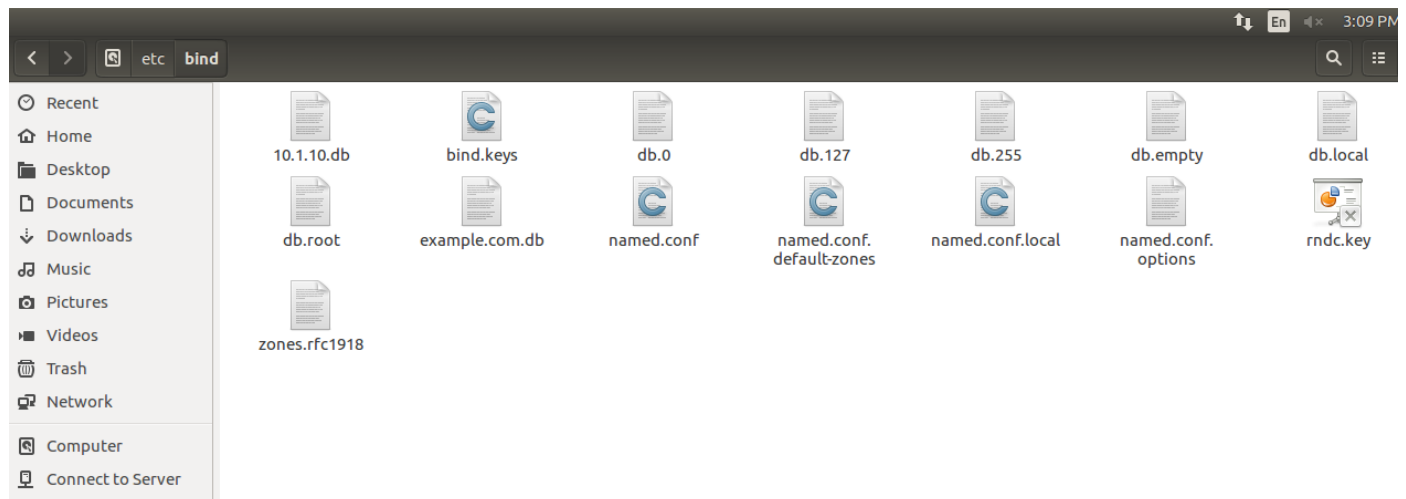 En 3:09 PM
etc bind
Recent
Home
Desktop
Documents
Downloads
Music
Pictures
Videos
Trash
Network
Computer
Connect to Server
10.1.10.db bind.keys db.0 db.127 db.255 db.empty db.local
db.root example.com.db named.conf named.conf. named.conf.local named.conf. rndc.key
default-zones options
zones.rfc1918